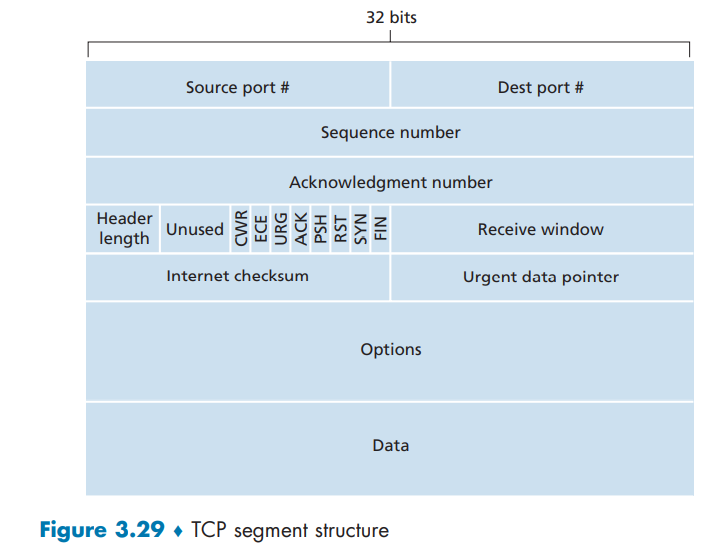 32 bits
Source port #
Dest port #
Sequence number
Acknowledgment number
Header
length
Unused
CWR
ECE
URG
ACK
PSH
RST
SYN
FIN
Receive window
Internet checksum
Urgent data pointer
Options
Data
Figure 3.29 ♦ TCP segment structure